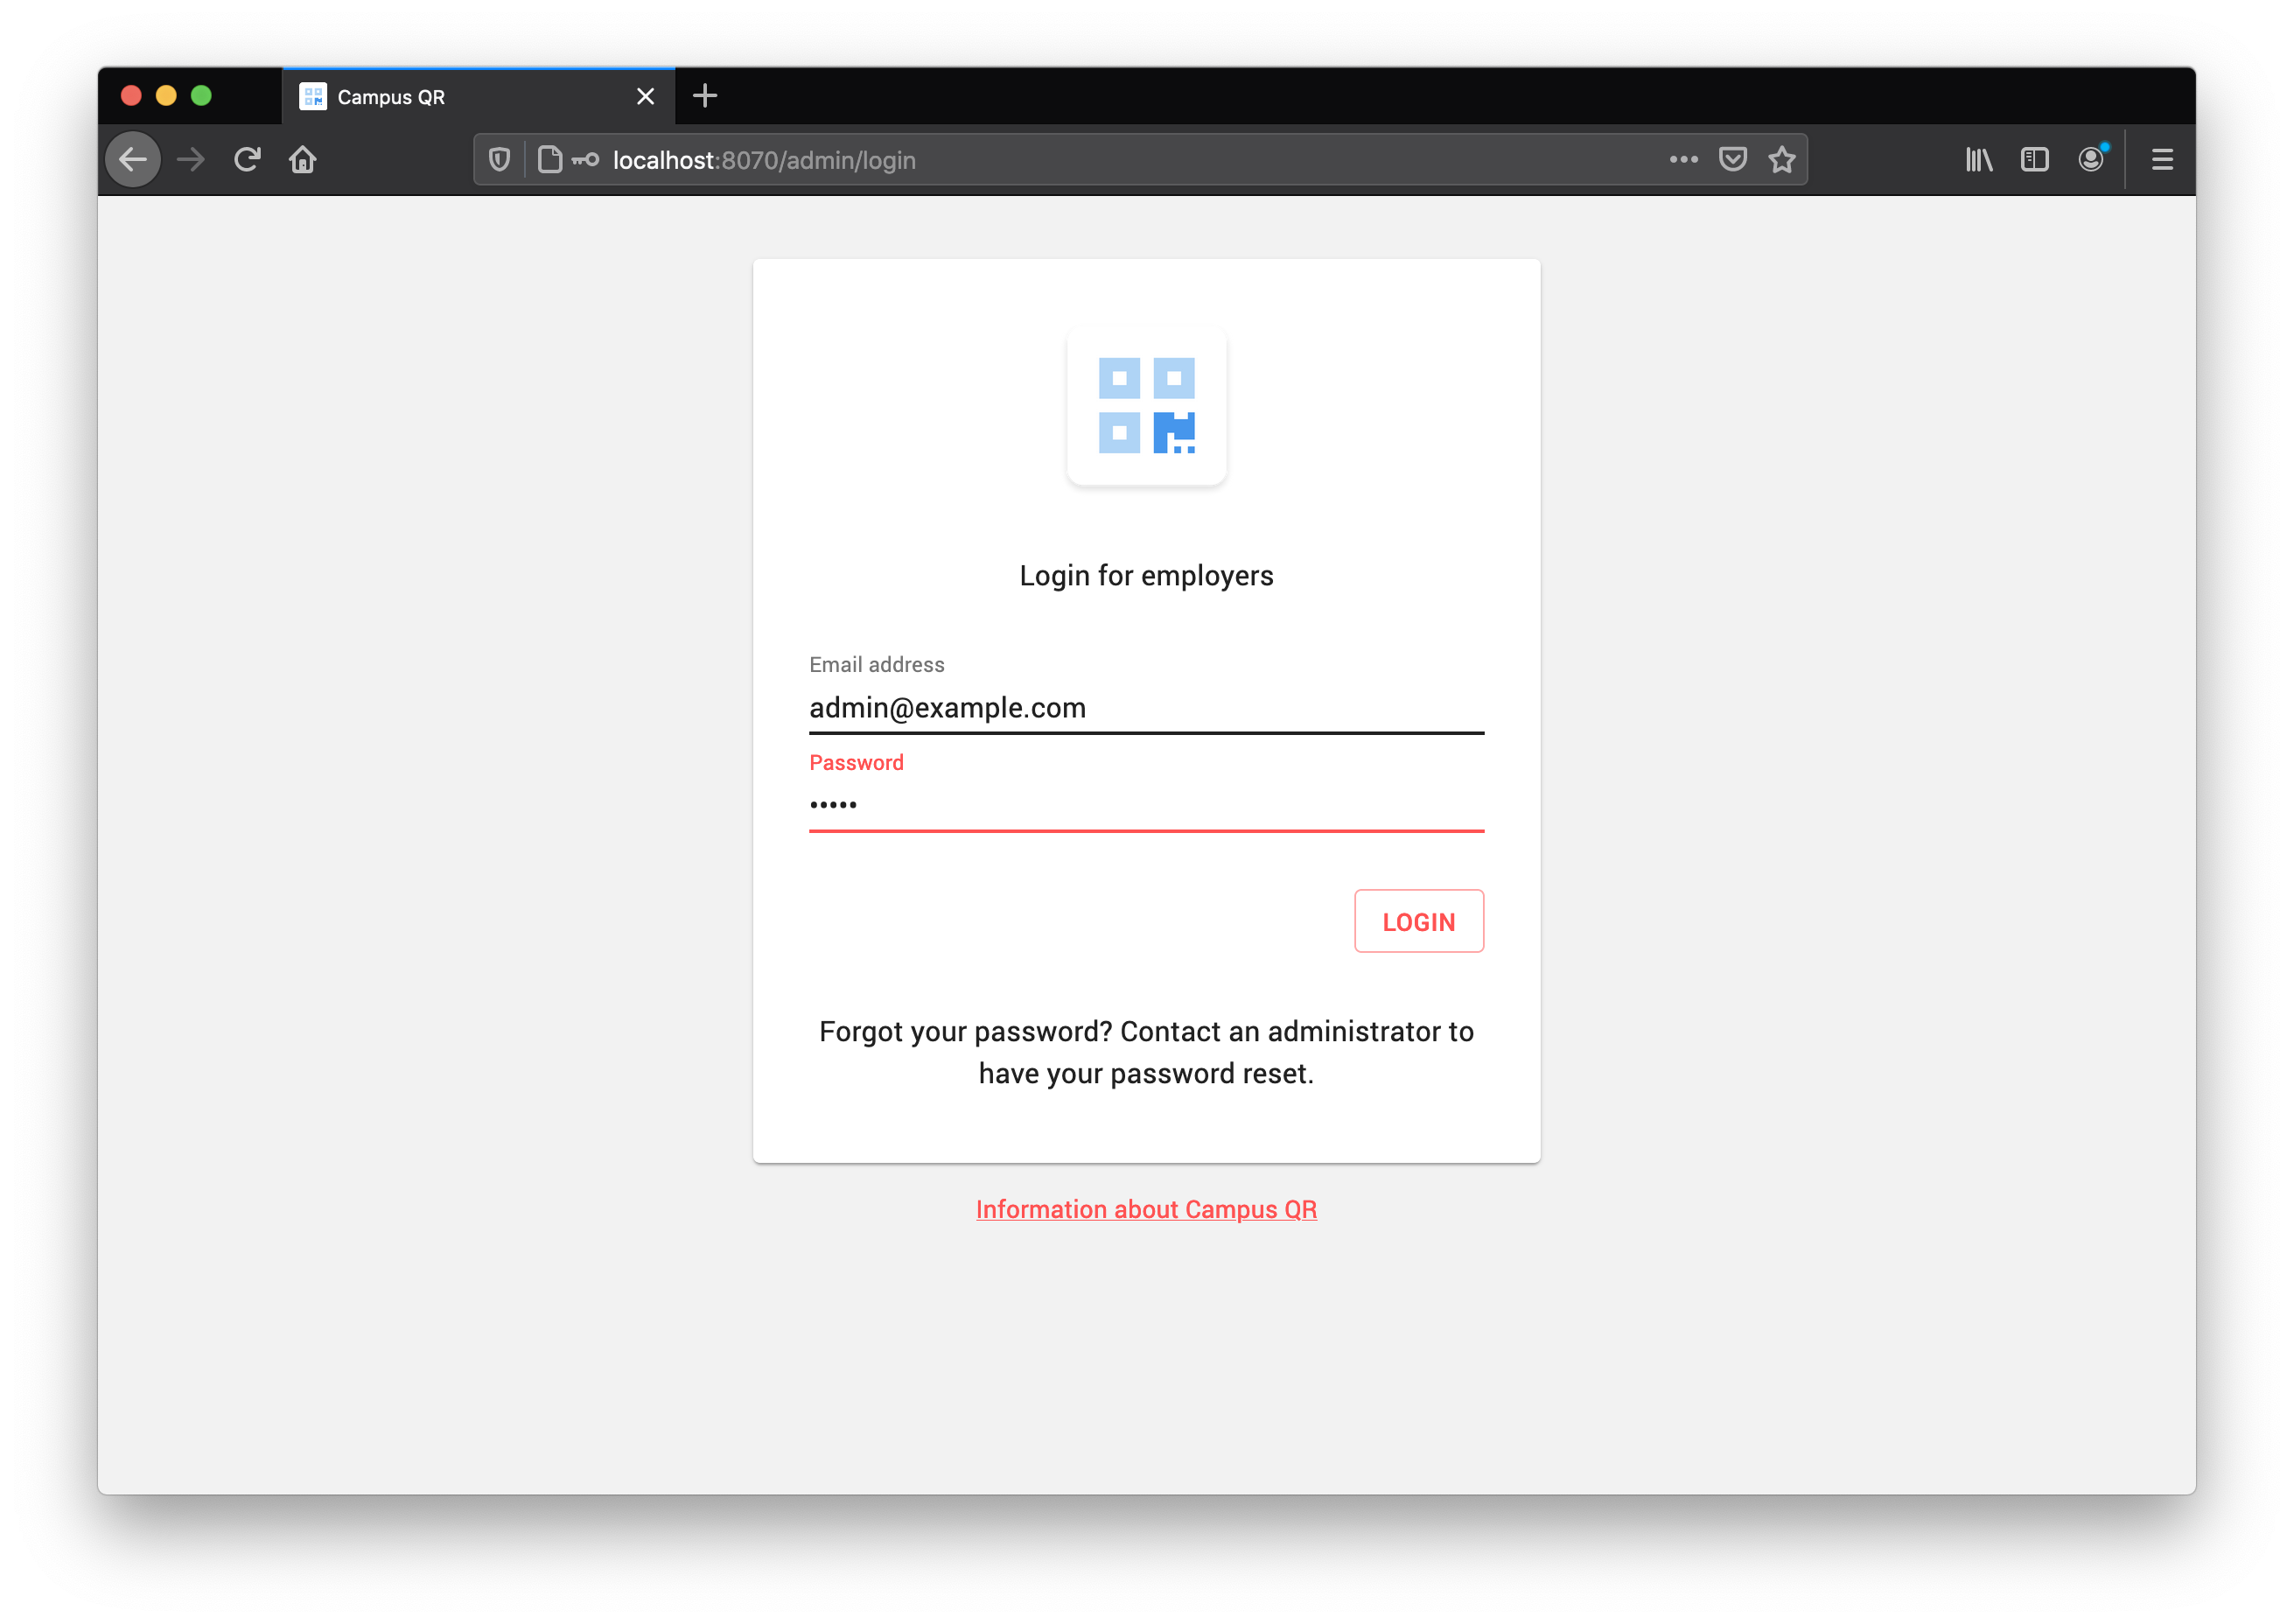 Campus QR
localhost:8070/admin/login
Login for employers
Email address
admin@example.com
Password
•••••
LOGIN
Forgot your password? Contact an administrator to
have your password reset.
Information about Campus QR